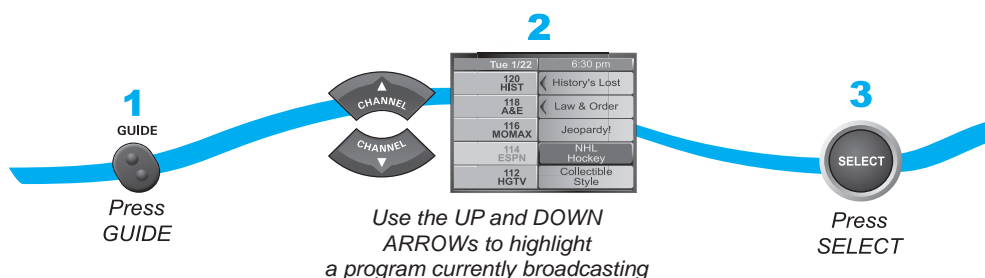 1
GUIDE
Press
GUIDE
CHANNEL
CHANNEL
2
Tue 1/22 6:30 pm
120
HIST
History's Lost
118
A&E
Law & Order
116
MOMAX
Jeopardy!
114
ESPN
NHL
Hockey
112
HGTV
Collectible
Style
Use the UP and DOWN
ARROWs to highlight
a program currently broadcasting
3
SELECT
Press
SELECT